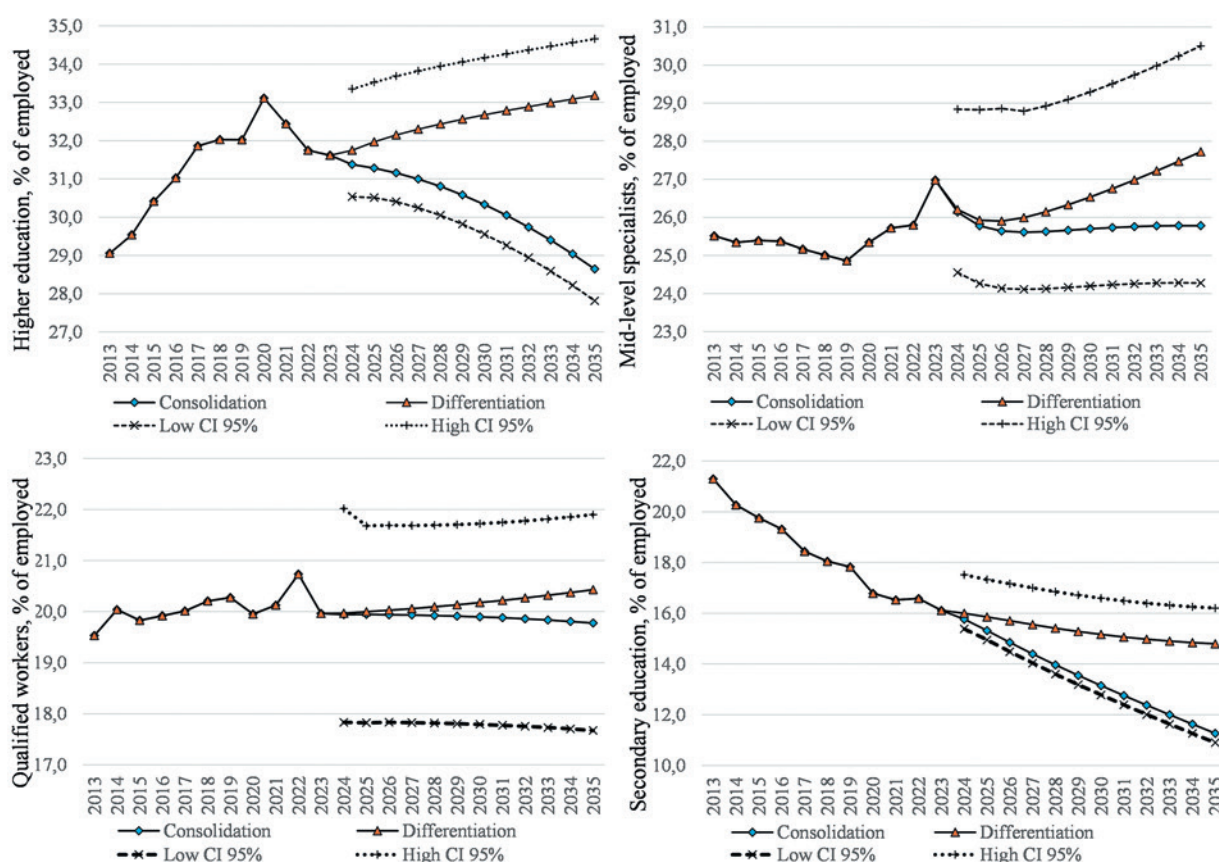 Higher education, % of employed
35,0
34,0
33,0
32,0
31,0
30,0
29,0
28,0
27,0
2013 2014 2015 2016 2017 2018 2019 2020 2021 2022 2023 2024 2025 2026 2027 2028 2029 2030 2031 2032 2033 2034 2035
Consolidation Differentiation
Low CI 95% High CI 95%
Mid-level specialists, % of employed
31,0
30,0
29,0
28,0
27,0
26,0
25,0
24,0
23,0
2013 2014 2015 2016 2017 2018 2019 2020 2021 2022 2023 2024 2025 2026 2027 2028 2029 2030 2031 2032 2033 2034 2035
Consolidation Differentiation
Low CI 95% High CI 95%
Qualified workers, % of employed
23,0
22,0
21,0
20,0
19,0
18,0
17,0
2013 2014 2015 2016 2017 2018 2019 2020 2021 2022 2023 2024 2025 2026 2027 2028 2029 2030 2031 2032 2033 2034 2035
Consolidation Differentiation
Low CI 95% High CI 95%
Secondary education, % of employed
22,0
20,0
18,0
16,0
14,0
12,0
10,0
2013 2014 2015 2016 2017 2018 2019 2020 2021 2022 2023 2024 2025 2026 2027 2028 2029 2030 2031 2032 2033 2034 2035
Consolidation Differentiation
Low CI 95% High CI 95%